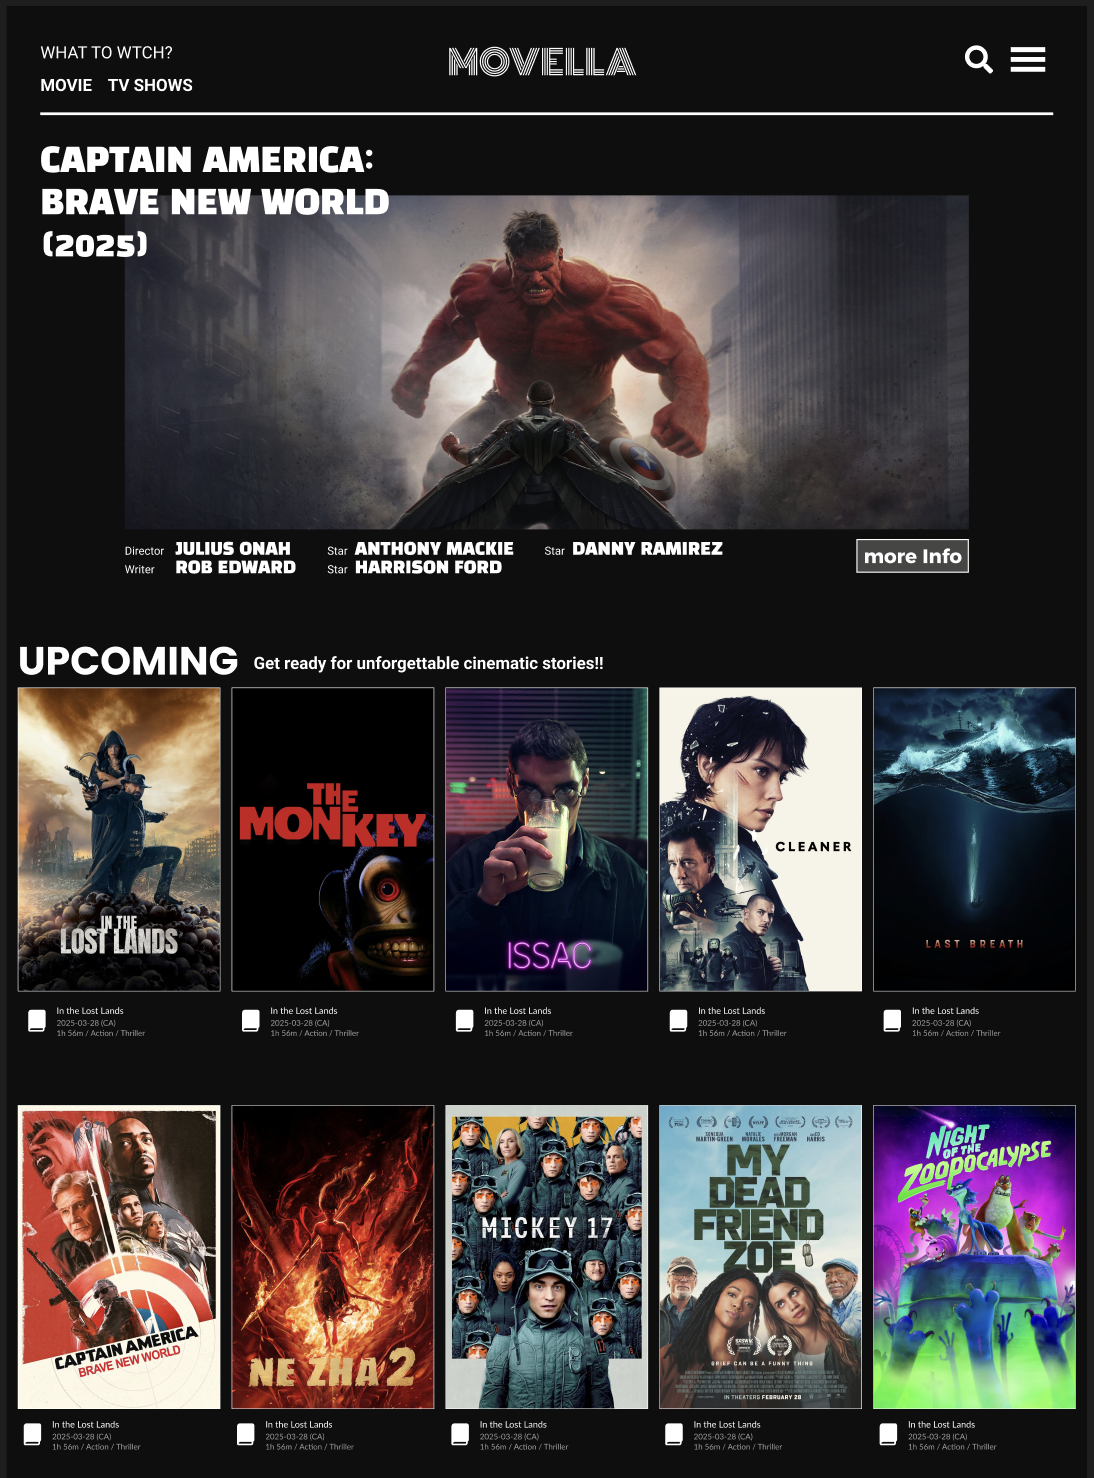 WHAT TO WTCH?
MOVIE TV SHOWS
MOVELLA
CAPTAIN AMERICA:
BRAVE NEW WORLD
(2025)
Director JULIUS ONAH Star ANTHONY MACKIE Star DANNY RAMIREZ
Writer ROB EDWARD Star HARRISON FORD
more Info
UPCOMING Get ready for unforgettable cinematic stories!!
IN THE
LOST LANDS
THE
MONKEY
ISSAC
CLEANER
LAST BREATH
In the Lost Lands
2025-03-28 (CA)
1h 56m / Action / Thriller
In the Lost Lands
2025-03-28 (CA)
1h 56m / Action / Thriller
In the Lost Lands
2025-03-28 (CA)
1h 56m / Action / Thriller
In the Lost Lands
2025-03-28 (CA)
1h 56m / Action / Thriller
In the Lost Lands
2025-03-28 (CA)
1h 56m / Action / Thriller
CAPTAIN AMERICA
BRAVE NEW WORLD
NE ZHA 2
MICKEY 17
SONEQUA MARTIN-GREEN
NATALIE MORALES
MORGAN FREEMAN
ED HARRIS
MY
DEAD
FRIEND
ZOE
GRIEF CAN BE A FUNNY THING
IN THEATERS FEBRUARY 28
NIGHT
OF THE
ZOOPOCALYPSE
In the Lost Lands
2025-03-28 (CA)
1h 56m / Action / Thriller
In the Lost Lands
2025-03-28 (CA)
1h 56m / Action / Thriller
In the Lost Lands
2025-03-28 (CA)
1h 56m / Action / Thriller
In the Lost Lands
2025-03-28 (CA)
1h 56m / Action / Thriller
In the Lost Lands
2025-03-28 (CA)
1h 56m / Action / Thriller